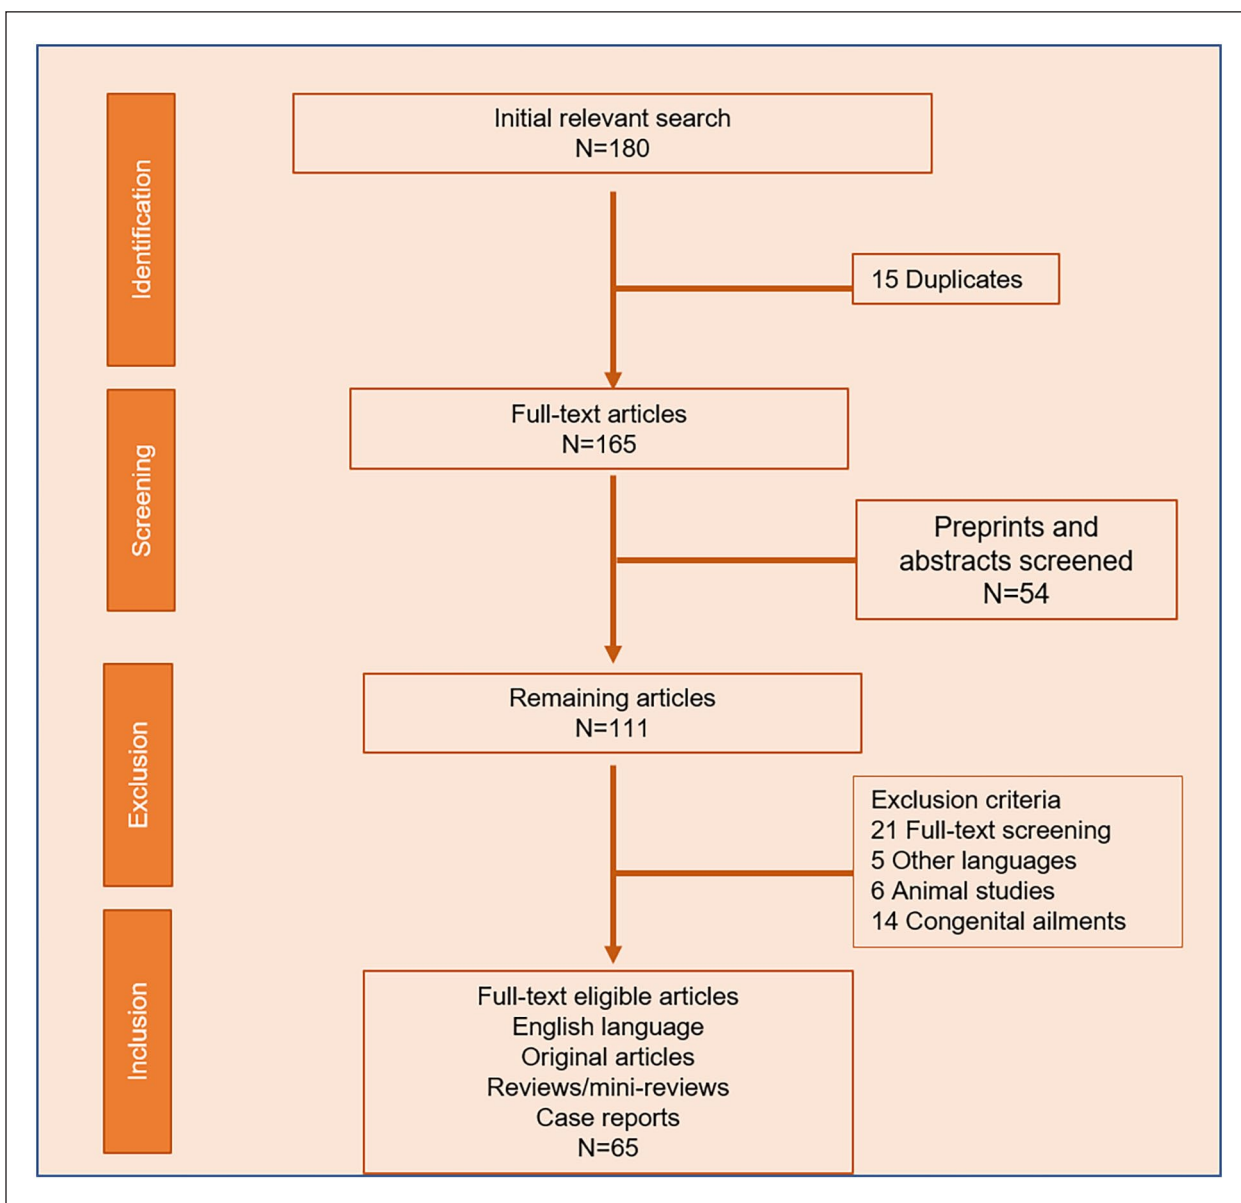 Identification
Initial relevant search
N=180
15 Duplicates
Screening
Full-text articles
N=165
Preprints and
abstracts screened
N=54
Exclusion
Remaining articles
N=111
Exclusion criteria
21 Full-text screening
5 Other languages
6 Animal studies
14 Congenital ailments
Inclusion
Full-text eligible articles
English language
Original articles
Reviews/mini-reviews
Case reports
N=65